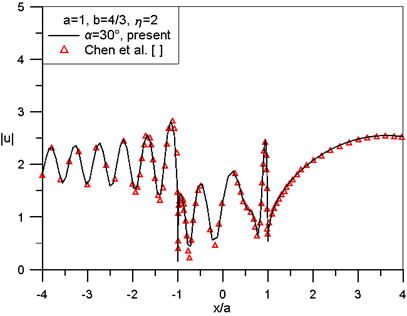 5
a=1, b=4/3, η=2
α=30°, present
Chen et al. [ ]
4
3
|u|
2
1
0
-4 -3 -2 -1 0 1 2 3 4
x/a